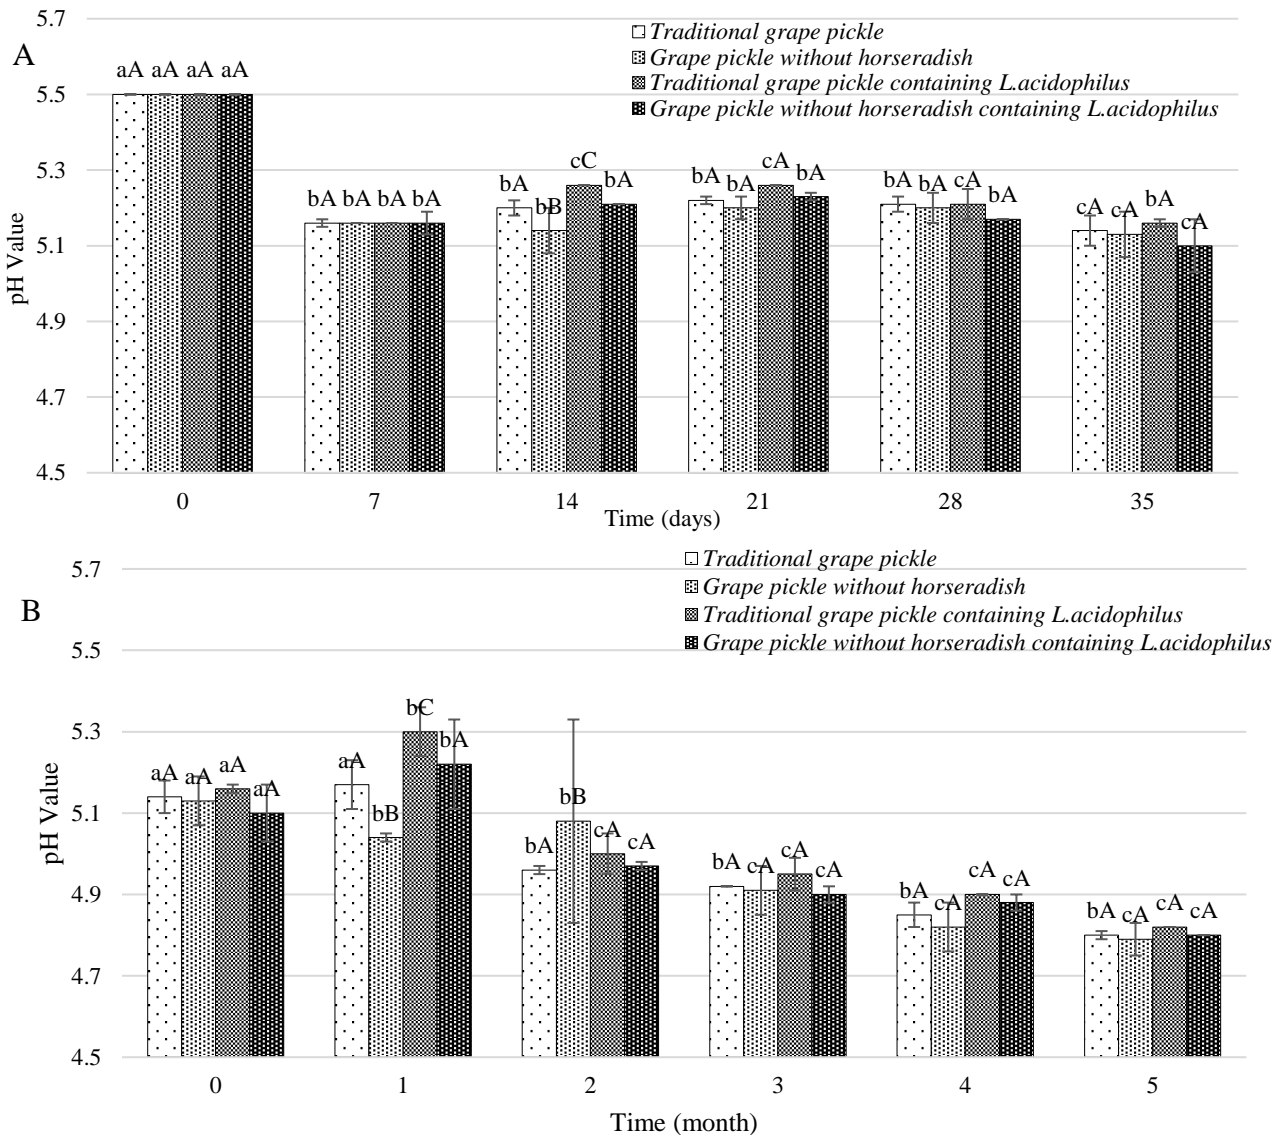 A
5.7
5.5
5.3
5.1
4.9
4.7
4.5
pH Value
Traditional grape pickle
Grape pickle without horseradish
Traditional grape pickle containing L.acidophilus
Grape pickle without horseradish containing L.acidophilus
aA aA aA aA
bA bA bA bA
bA bB cC bA
bA bA cA bA
bA bA cA bA
cA cA bA cA
0 7 14 21 28 35
Time (days)
B
5.7
5.5
5.3
5.1
4.9
4.7
4.5
pH Value
Traditional grape pickle
Grape pickle without horseradish
Traditional grape pickle containing L.acidophilus
Grape pickle without horseradish containing L.acidophilus
aA aA aA aA
aA bB bC bA
bA bB cA cA
bA cA cA cA
bA cA cA cA
bA cA cA cA
0 1 2 3 4 5
Time (month)